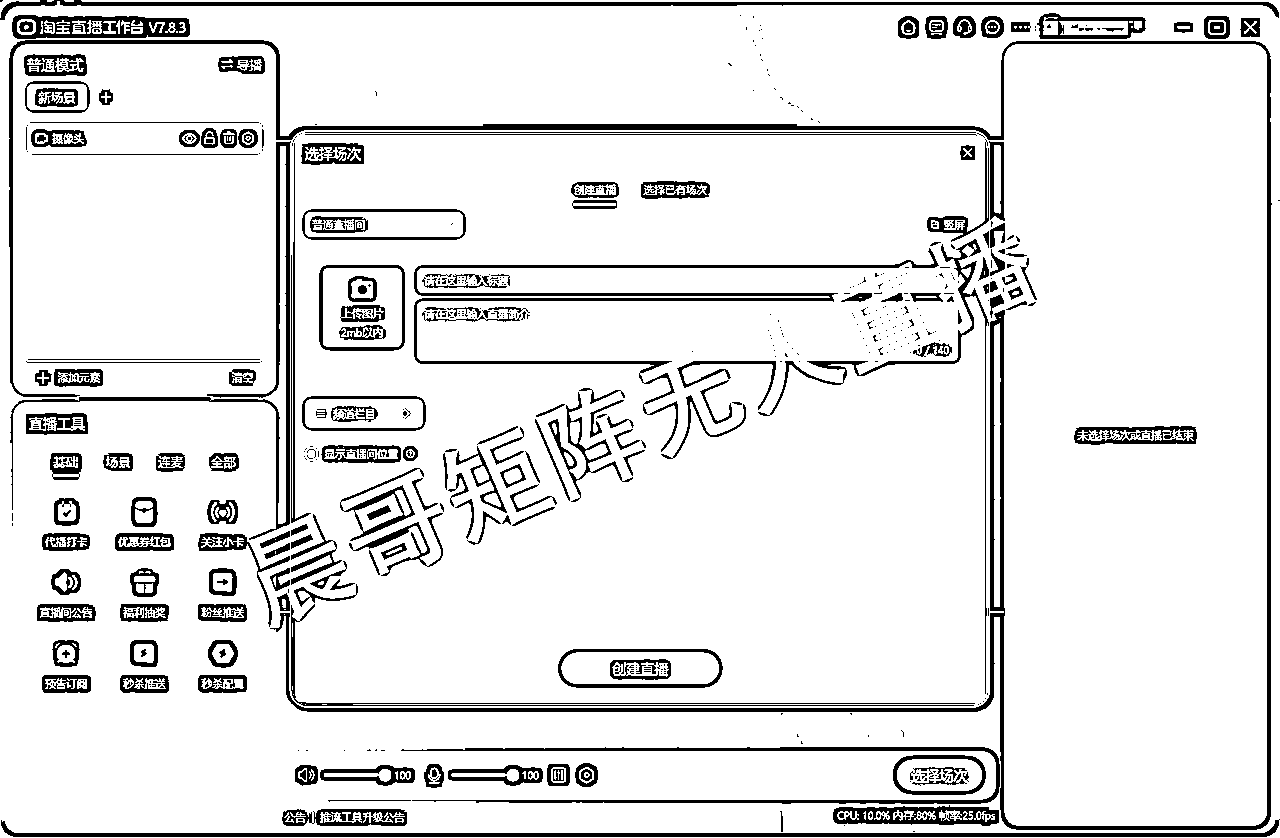 淘宝直播工作台 V7.8.3
普通模式
导播
新场景
摄像头
添加元素
清空
直播工具
基础
场景
连麦
全部
代播打卡
优惠券红包
关注小卡
直播间公告
福利抽奖
粉丝推送
预告订阅
秒杀推送
秒杀配置
选择场次
创建直播
选择已有场次
普通直播间
竖屏
上传图片
2mb以内
请在这里输入标题
请在这里输入直播简介
0 / 340
频道栏目
显示直播间位置
创建直播
晨哥矩阵无人直播
未选择场次或直播已结束
100
100
选择场次
公告
推流工具升级公告
CPU: 10.0% 内存:80% 帧率:25.0fps